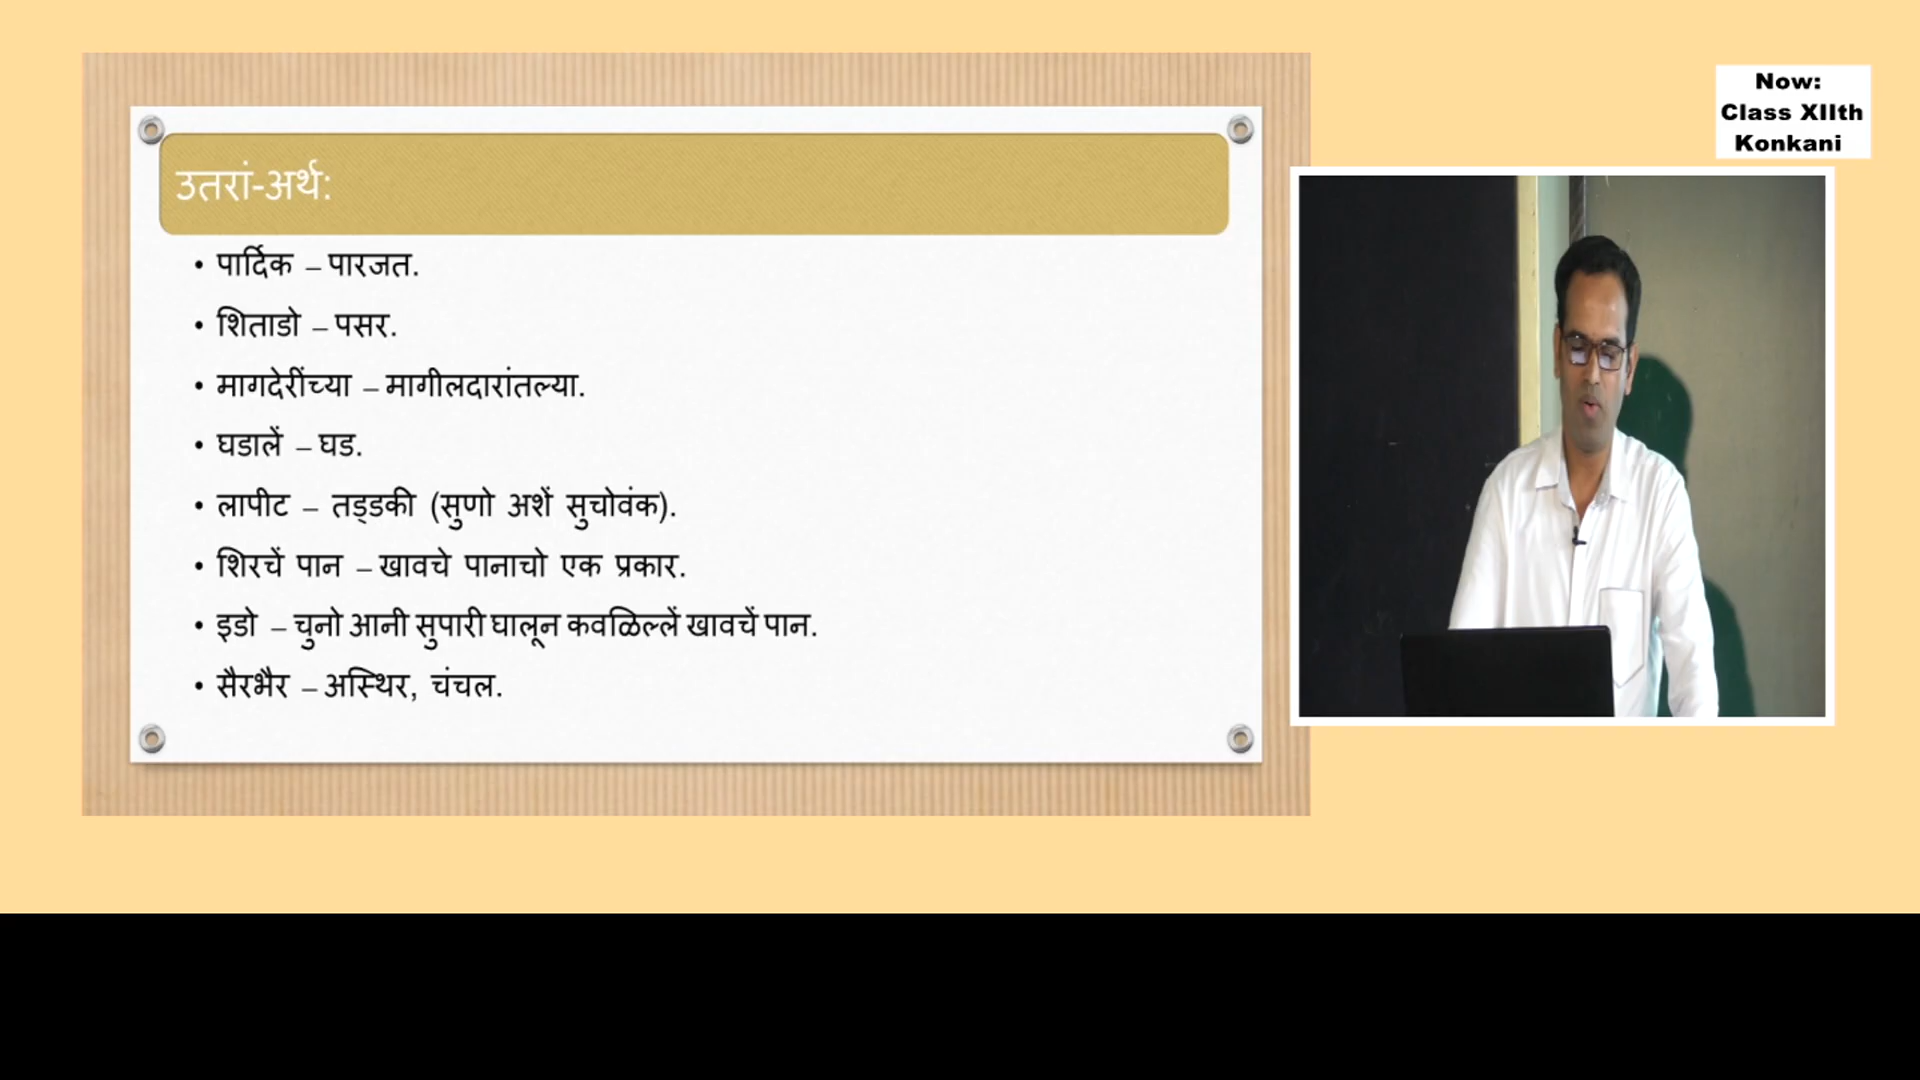 Now:
Class XIIth
Konkani
उतरां-अर्थ:
• पार्दिक – पारजत.
• शिताडो – पसर.
• मागदेरींच्या – मागीलदारांतल्या.
• घडालें – घड.
• लापीट – तड्डकी (सुणो अशें सुचोवंक).
• शिरचें पान – खावचे पानाचो एक प्रकार.
• इडो – चुनो आनी सुपारी घालून कवळिल्लें खावचें पान.
• सैरभैर – अस्थिर, चंचल.